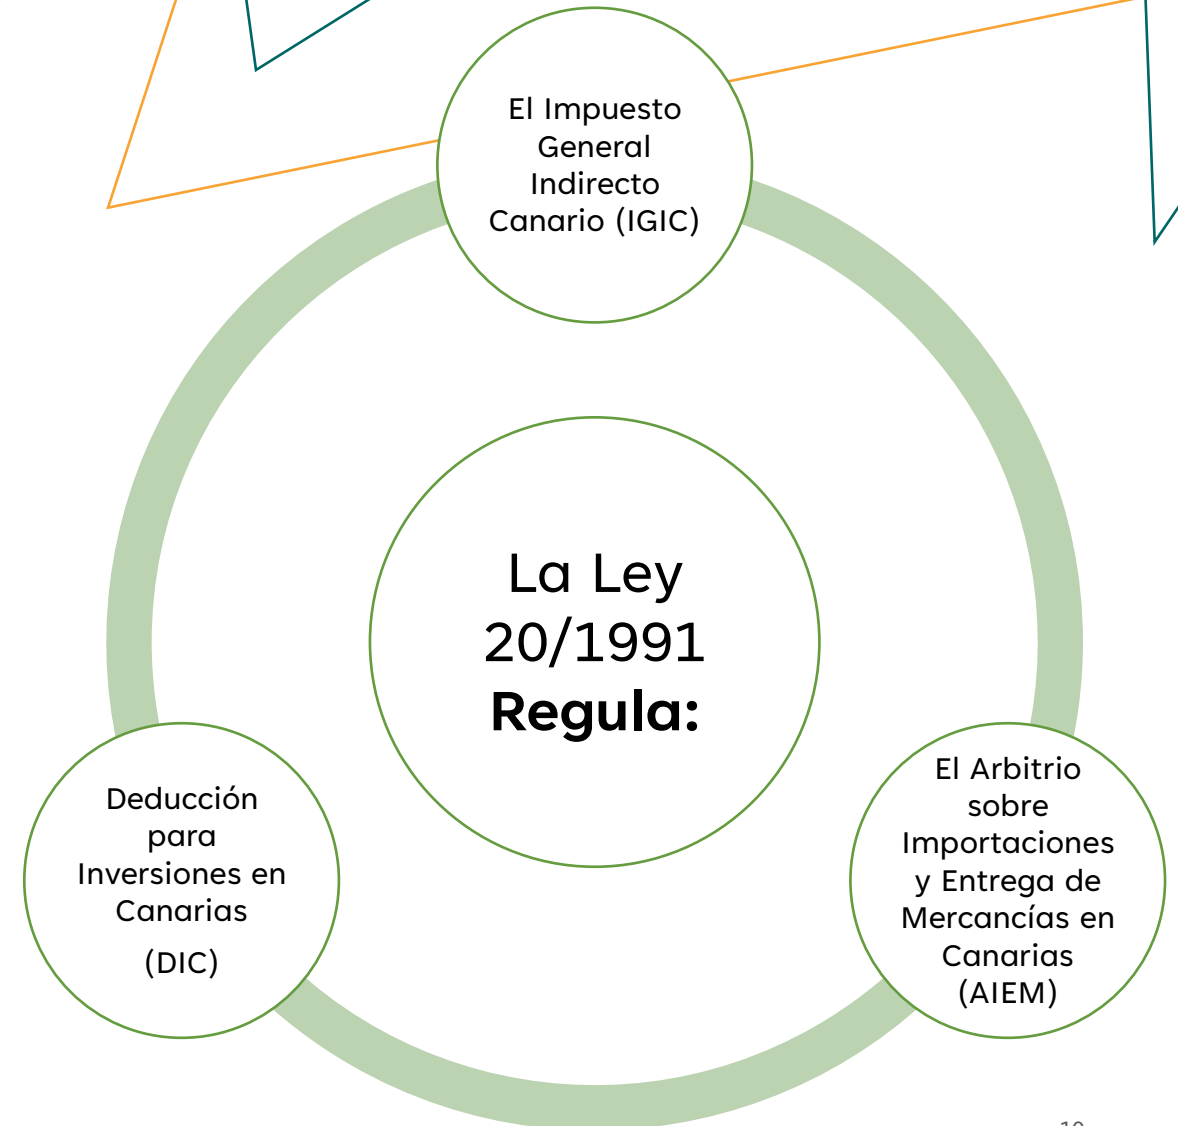 El Impuesto
General
Indirecto
Canario (IGIC)
La Ley
20/1991
Regula:
Deducción
para
Inversiones en
Canarias
(DIC)
El Arbitrio
sobre
Importaciones
y Entrega de
Mercancías en
Canarias
(AIEM)